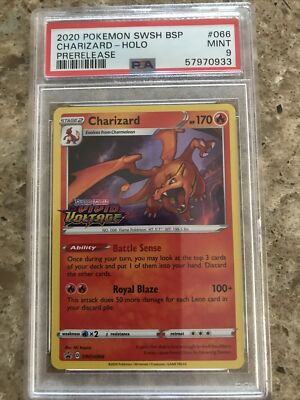 2020 POKEMON SWSH BSP #066
CHARIZARD - HOLO MINT
PRERELEASE 9
PSA 57970933
STAGE 2 Charizard HP 170
Evolves from Charmeleon
VIVID
VOLTAGE
Ability Battle Sense
Once during your turn, you may look at the top 3 cards
of your deck and put 1 of them into your hand. Discard
the other cards.
Royal Blaze 100+
This attack does 50 more damage for each Leon card in
your discard pile.
weakness ×2 resistance retreat